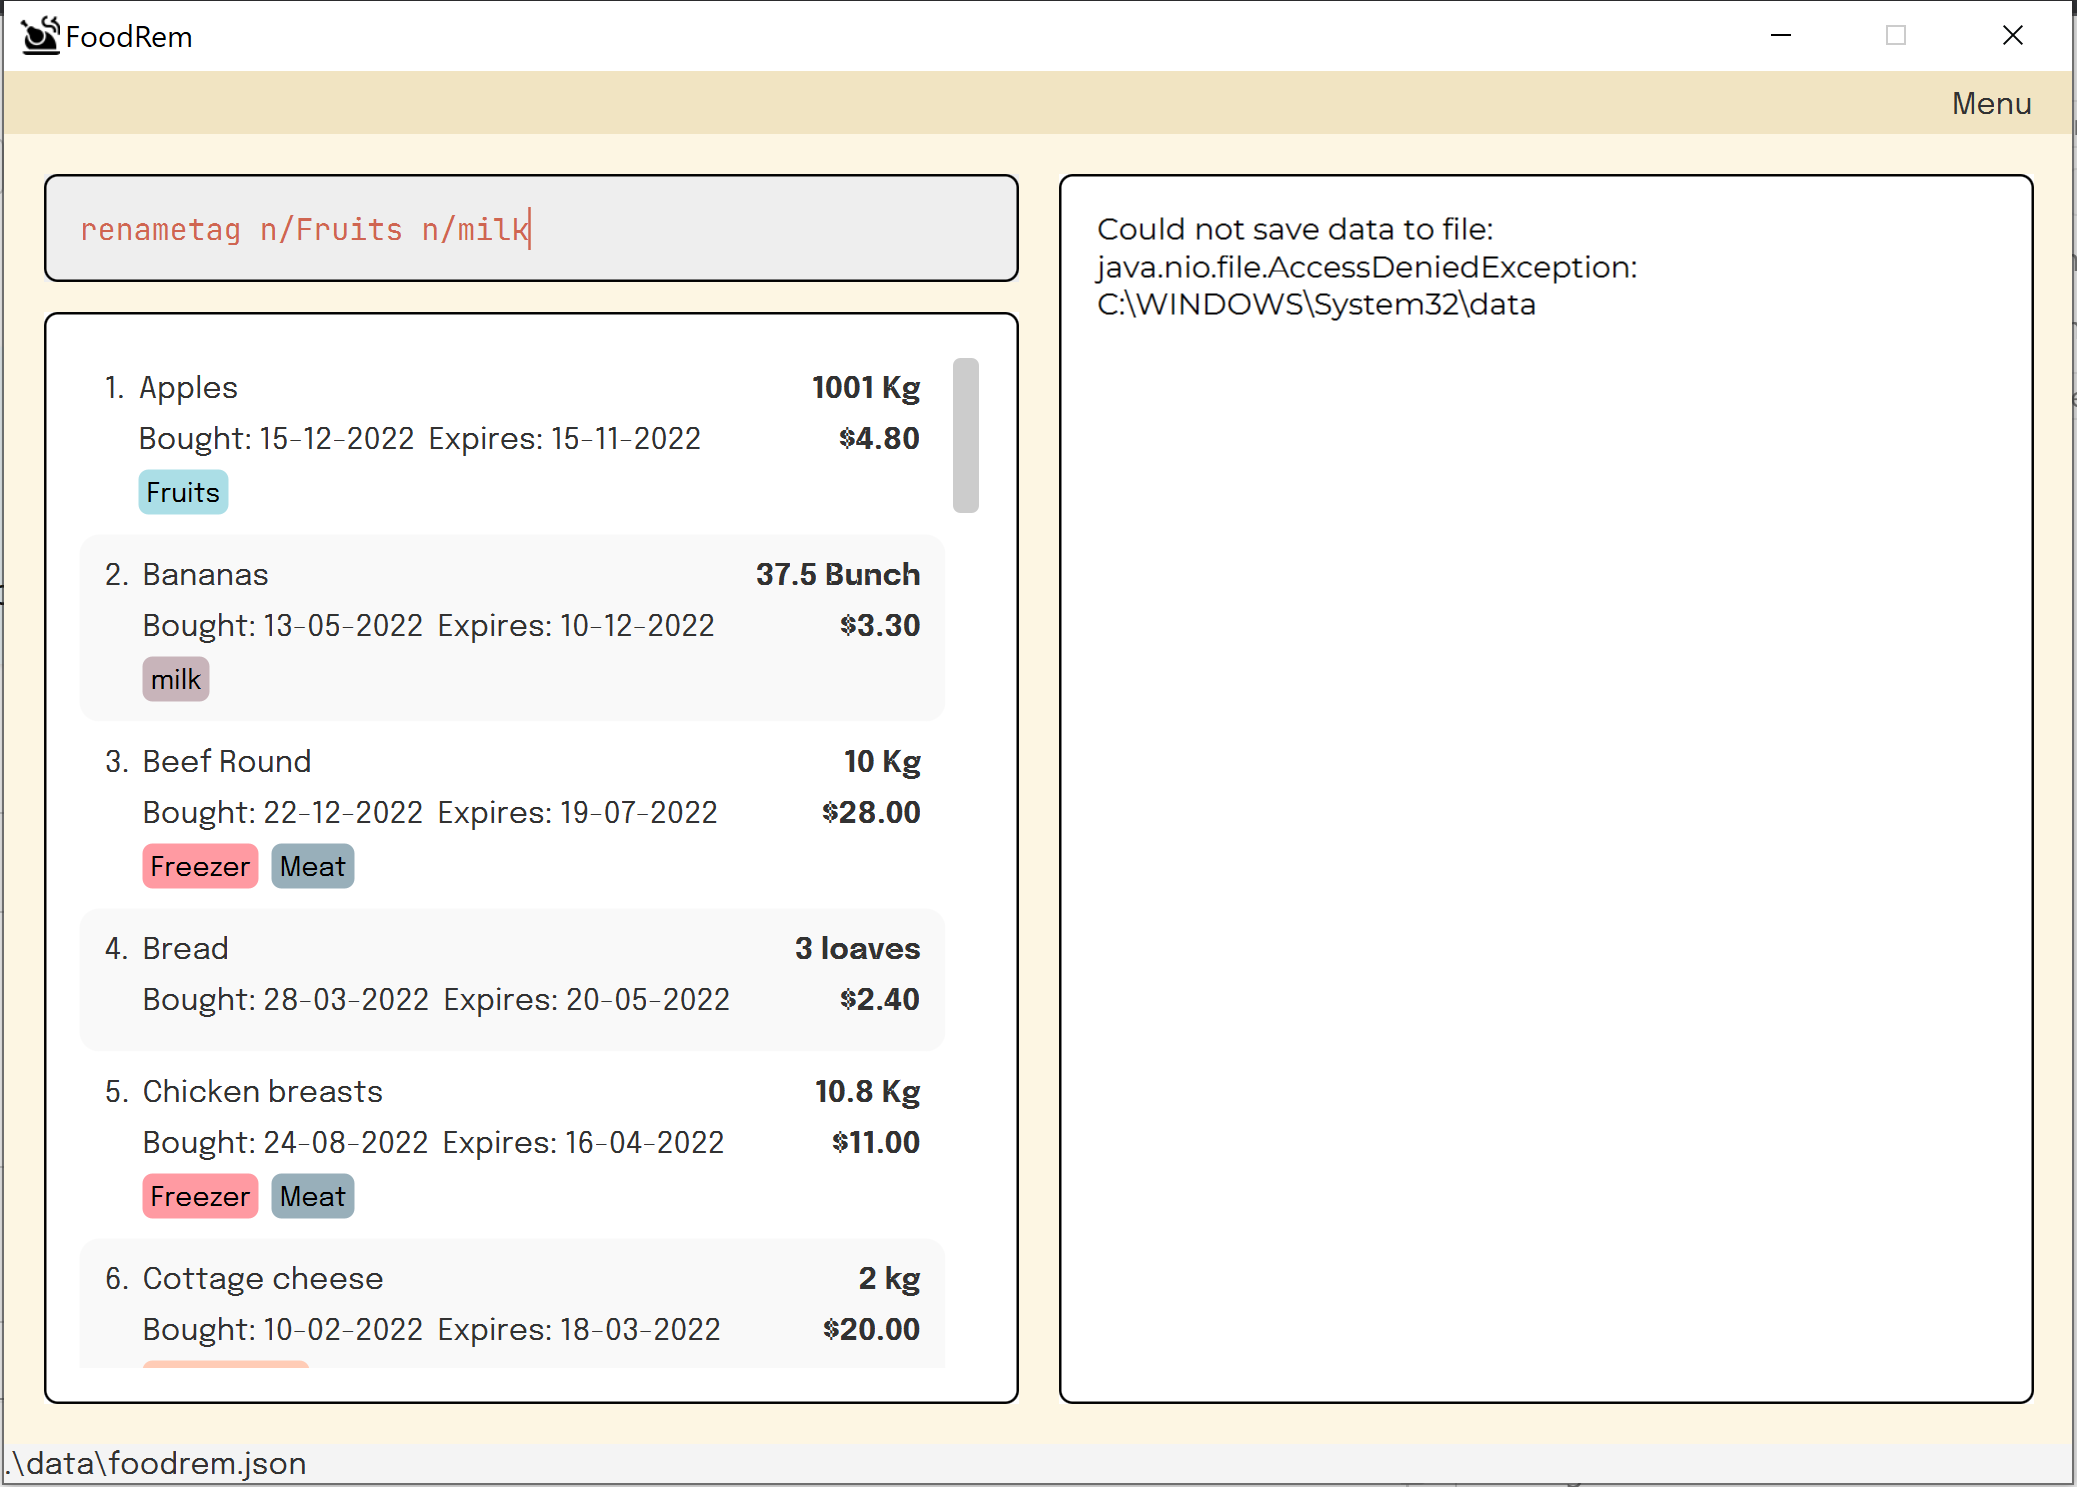 FoodRem
Menu
renametag n/Fruits n/milk
1. Apples 1001 Kg
Bought: 15-12-2022 Expires: 15-11-2022 $4.80
Fruits
2. Bananas 37.5 Bunch
Bought: 13-05-2022 Expires: 10-12-2022 $3.30
milk
3. Beef Round 10 Kg
Bought: 22-12-2022 Expires: 19-07-2022 $28.00
Freezer Meat
4. Bread 3 loaves
Bought: 28-03-2022 Expires: 20-05-2022 $2.40
5. Chicken breasts 10.8 Kg
Bought: 24-08-2022 Expires: 16-04-2022 $11.00
Freezer Meat
6. Cottage cheese 2 kg
Bought: 10-02-2022 Expires: 18-03-2022 $20.00
Could not save data to file:
java.nio.file.AccessDeniedException:
C:\WINDOWS\System32\data
.\data\foodrem.json